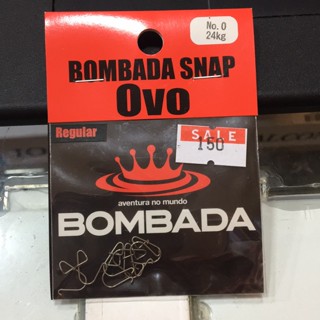 No.0
24kg
BOMBADA SNAP
Ovo
Regular
SALE
150
aventura no mundo
BOMBADA